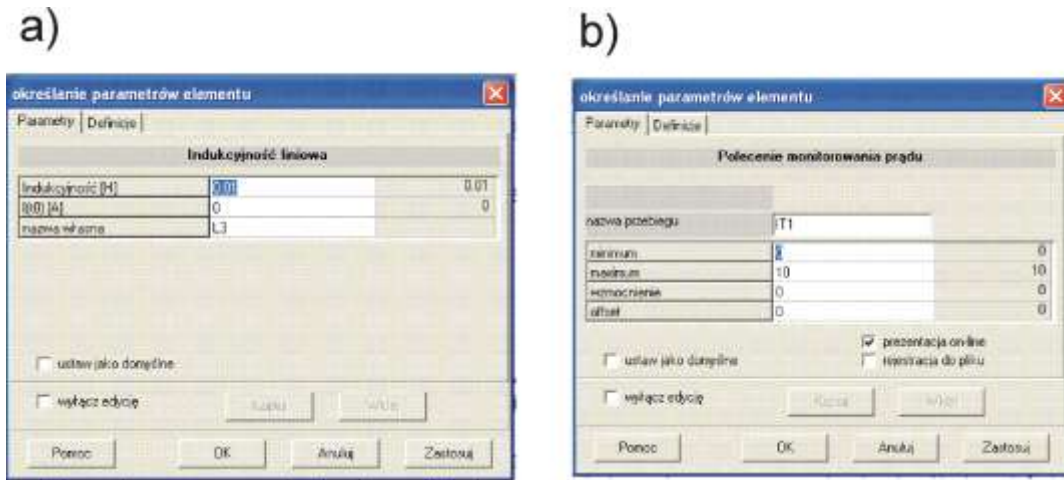 a)
określanie parametrów elementu
Parametry Definicje
Indukcyjność liniowa
Indukcyjność [H] 0.01 0.01
I(0) [A] 0 0
nazwa własna L3
ustaw jako domyślne
wyłącz edycję Kopiuj Wklej
Pomoc OK Anuluj Zastosuj
b)
określanie parametrów elementu
Parametry Definicje
Polecenie monitorowania prądu
nazwa przebiegu IT1
minimum 0 0
maximum 10 10
wzmocnienie 0 0
offset 0 0
prezentacja on-line
ustaw jako domyślne rejestracja do pliku
wyłącz edycję Kopiuj Wklej
Pomoc OK Anuluj Zastosuj